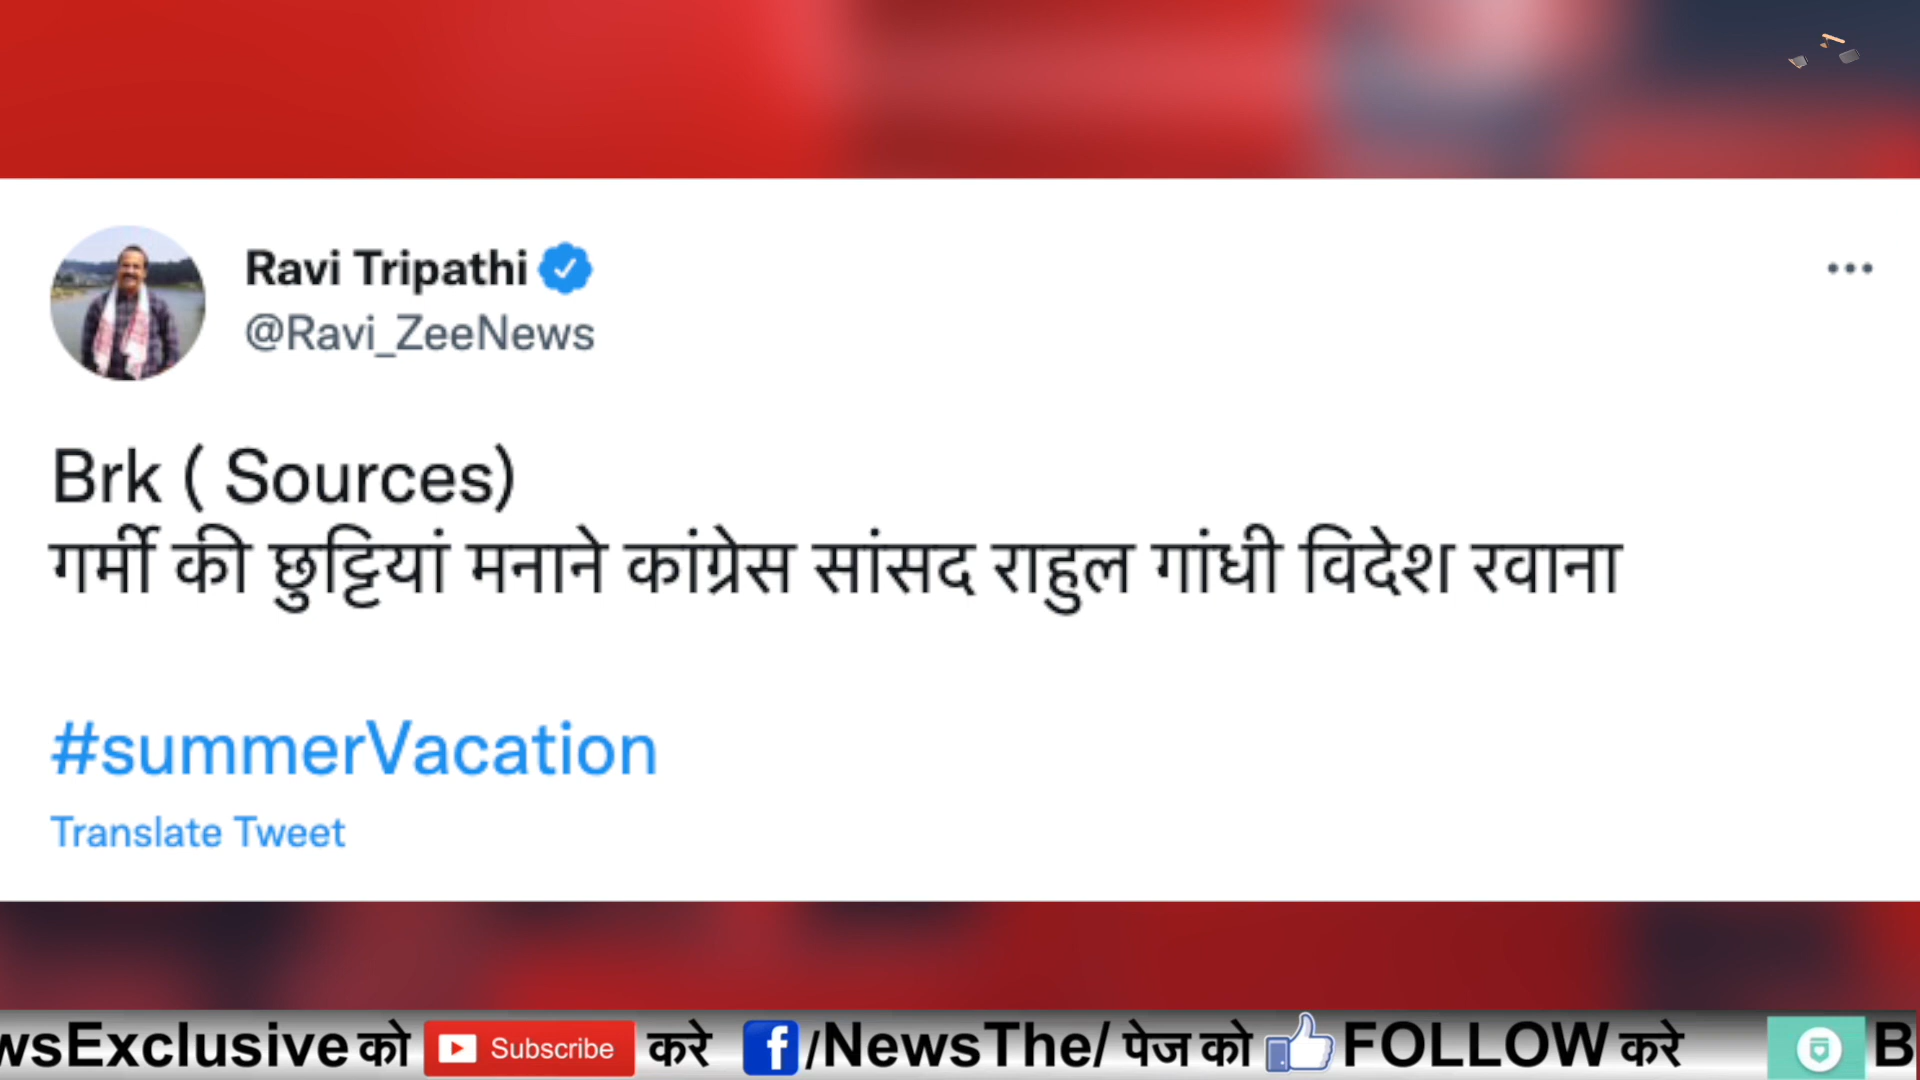 Ravi Tripathi
@Ravi_ZeeNews
Brk ( Sources)
गर्मी की छुट्टियां मनाने कांग्रेस सांसद राहुल गांधी विदेश रवाना
#summerVacation
Translate Tweet
wsExclusive को Subscribe करे f /NewsThe/ पेज को FOLLOW करे B